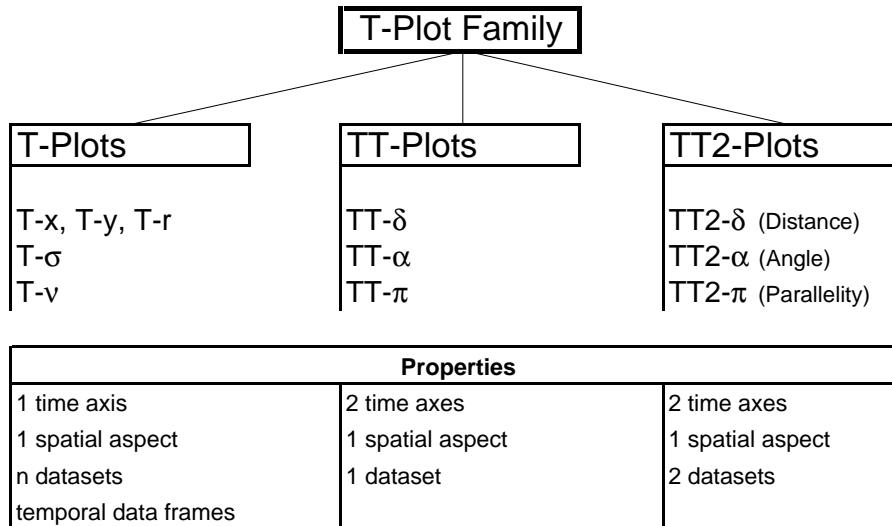 T-Plot Family
T-Plots
T-x, T-y, T-r
T-σ
T-ν
TT-Plots
TT-δ
TT-α
TT-π
TT2-Plots
TT2-δ (Distance)
TT2-α (Angle)
TT2-π (Parallelity)
Properties
1 time axis
1 spatial aspect
n datasets
temporal data frames
2 time axes
1 spatial aspect
1 dataset
2 time axes
1 spatial aspect
2 datasets